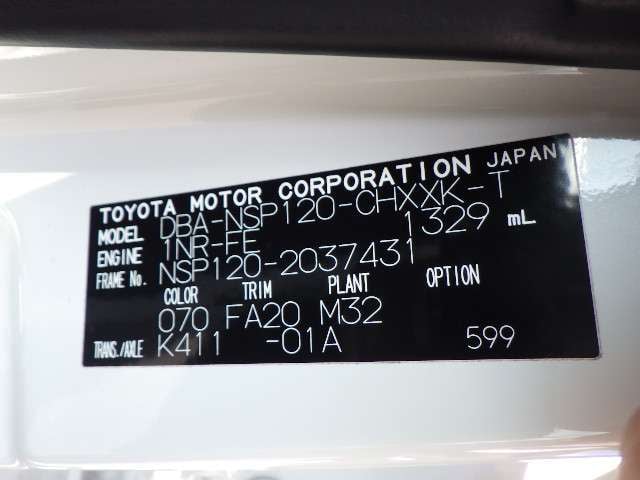 TOYOTA MOTOR CORPORATION JAPAN
MODEL DBA-NSP120-CHXXK-T
ENGINE 1NR-FE 1329 mL
FRAME No. NSP120-2037431
COLOR TRIM PLANT OPTION
070 FA20 M32
TRANS./AXLE K411 -01A 599